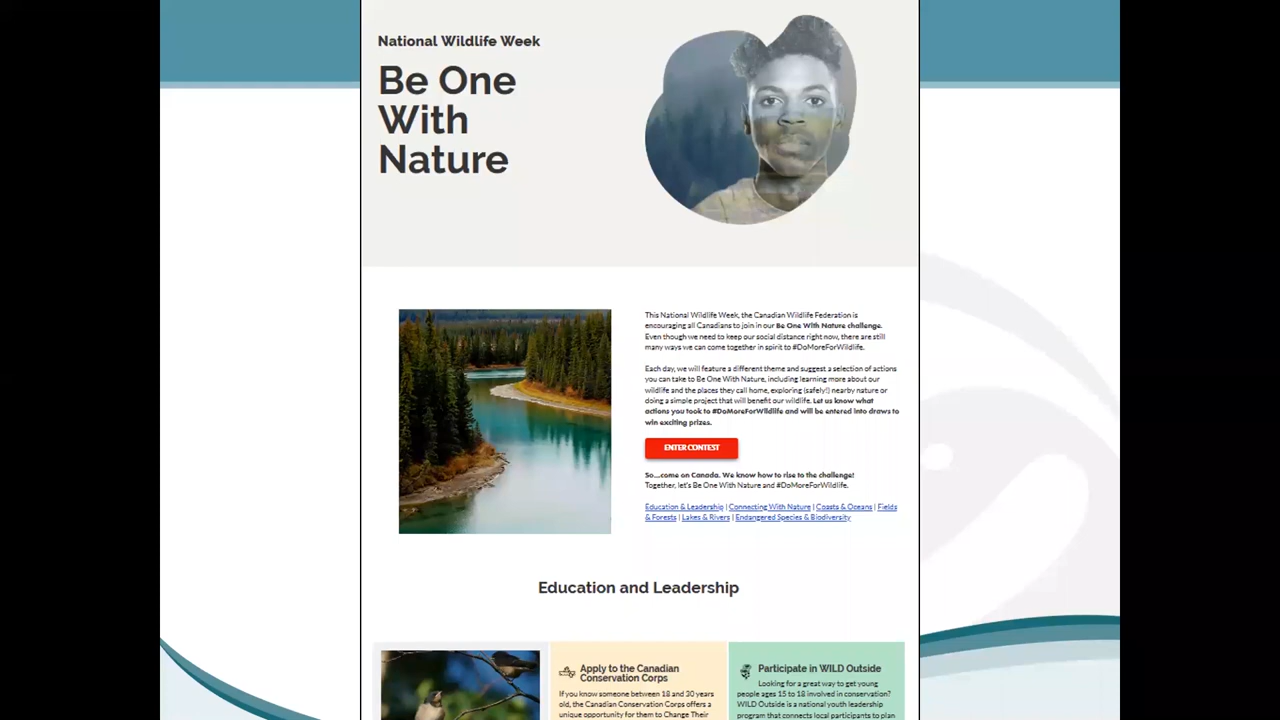 National Wildlife Week
Be One
With
Nature
This National Wildlife Week, the Canadian Wildlife Federation is
encouraging all Canadians to join in our Be One With Nature challenge.
Even though we need to keep our social distance right now, there are still
many ways we can come together in spirit to #DoMoreForWildlife.
Each day, we will feature a different theme and suggest a selection of actions
you can take to Be One With Nature, including learning more about our
wildlife and the places they call home, exploring (safely!) nearby nature or
doing a simple project that will benefit our wildlife. Let us know what
actions you took to #DoMoreForWildlife and will be entered into draws to
win exciting prizes.
ENTER CONTEST
So...come on Canada. We know how to rise to the challenge!
Together, let's Be One With Nature and #DoMoreForWildlife.
Education & Leadership | Connecting With Nature | Coasts & Oceans | Fields
& Forests | Lakes & Rivers | Endangered Species & Biodiversity
Education and Leadership
Apply to the Canadian
Conservation Corps
If you know someone between 18 and 30 years
old, the Canadian Conservation Corps offers a
unique opportunity for them to Change Their
Participate in WILD Outside
Looking for a great way to get young
people ages 15 to 18 involved in conservation?
WILD Outside is a national youth leadership
program that connects local participants to plan